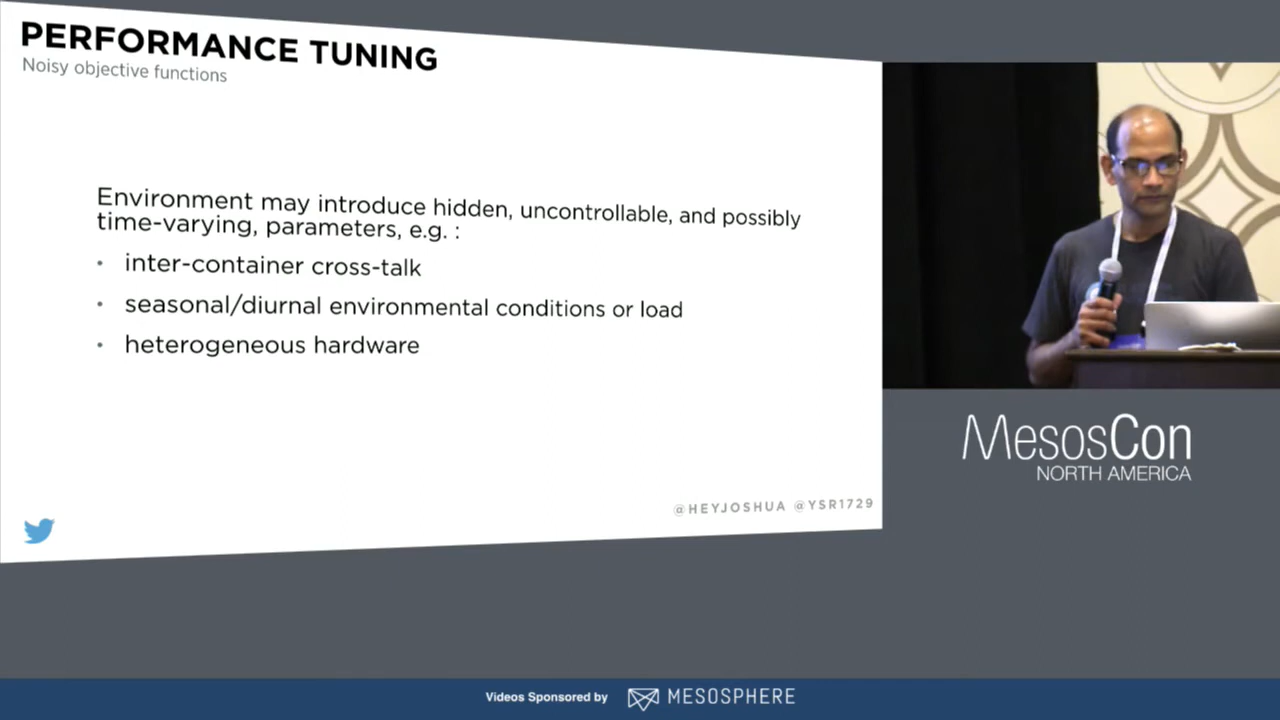 PERFORMANCE TUNING
Noisy objective functions
Environment may introduce hidden, uncontrollable, and possibly
time-varying, parameters, e.g. :
• inter-container cross-talk
• seasonal/diurnal environmental conditions or load
• heterogeneous hardware
@HEYJOSHUA @YSR1729
MesosCon
NORTH AMERICA
Videos Sponsored by MESOSPHERE